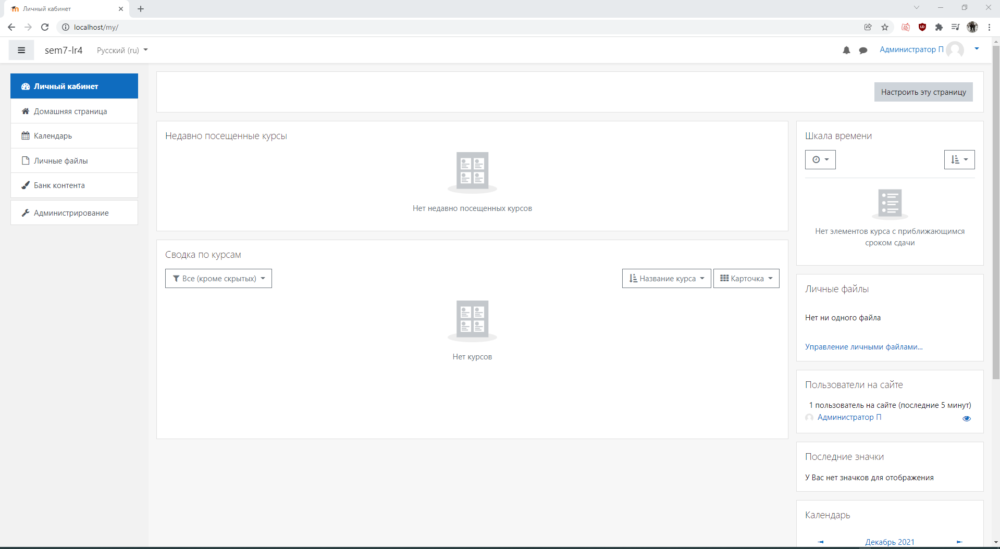 Личный кабинет
localhost/my/
sem7-lr4
Русский (ru)
Администратор П
Личный кабинет
Домашняя страница
Календарь
Личные файлы
Банк контента
Администрирование
Настроить эту страницу
Недавно посещенные курсы
Нет недавно посещенных курсов
Сводка по курсам
Все (кроме скрытых)
Название курса
Карточка
Нет курсов
Шкала времени
Нет элементов курса с приближающимся
сроком сдачи
Личные файлы
Нет ни одного файла
Управление личными файлами...
Пользователи на сайте
1 пользователь на сайте (последние 5 минут)
Администратор П
Последние значки
У Вас нет значков для отображения
Календарь
Декабрь 2021